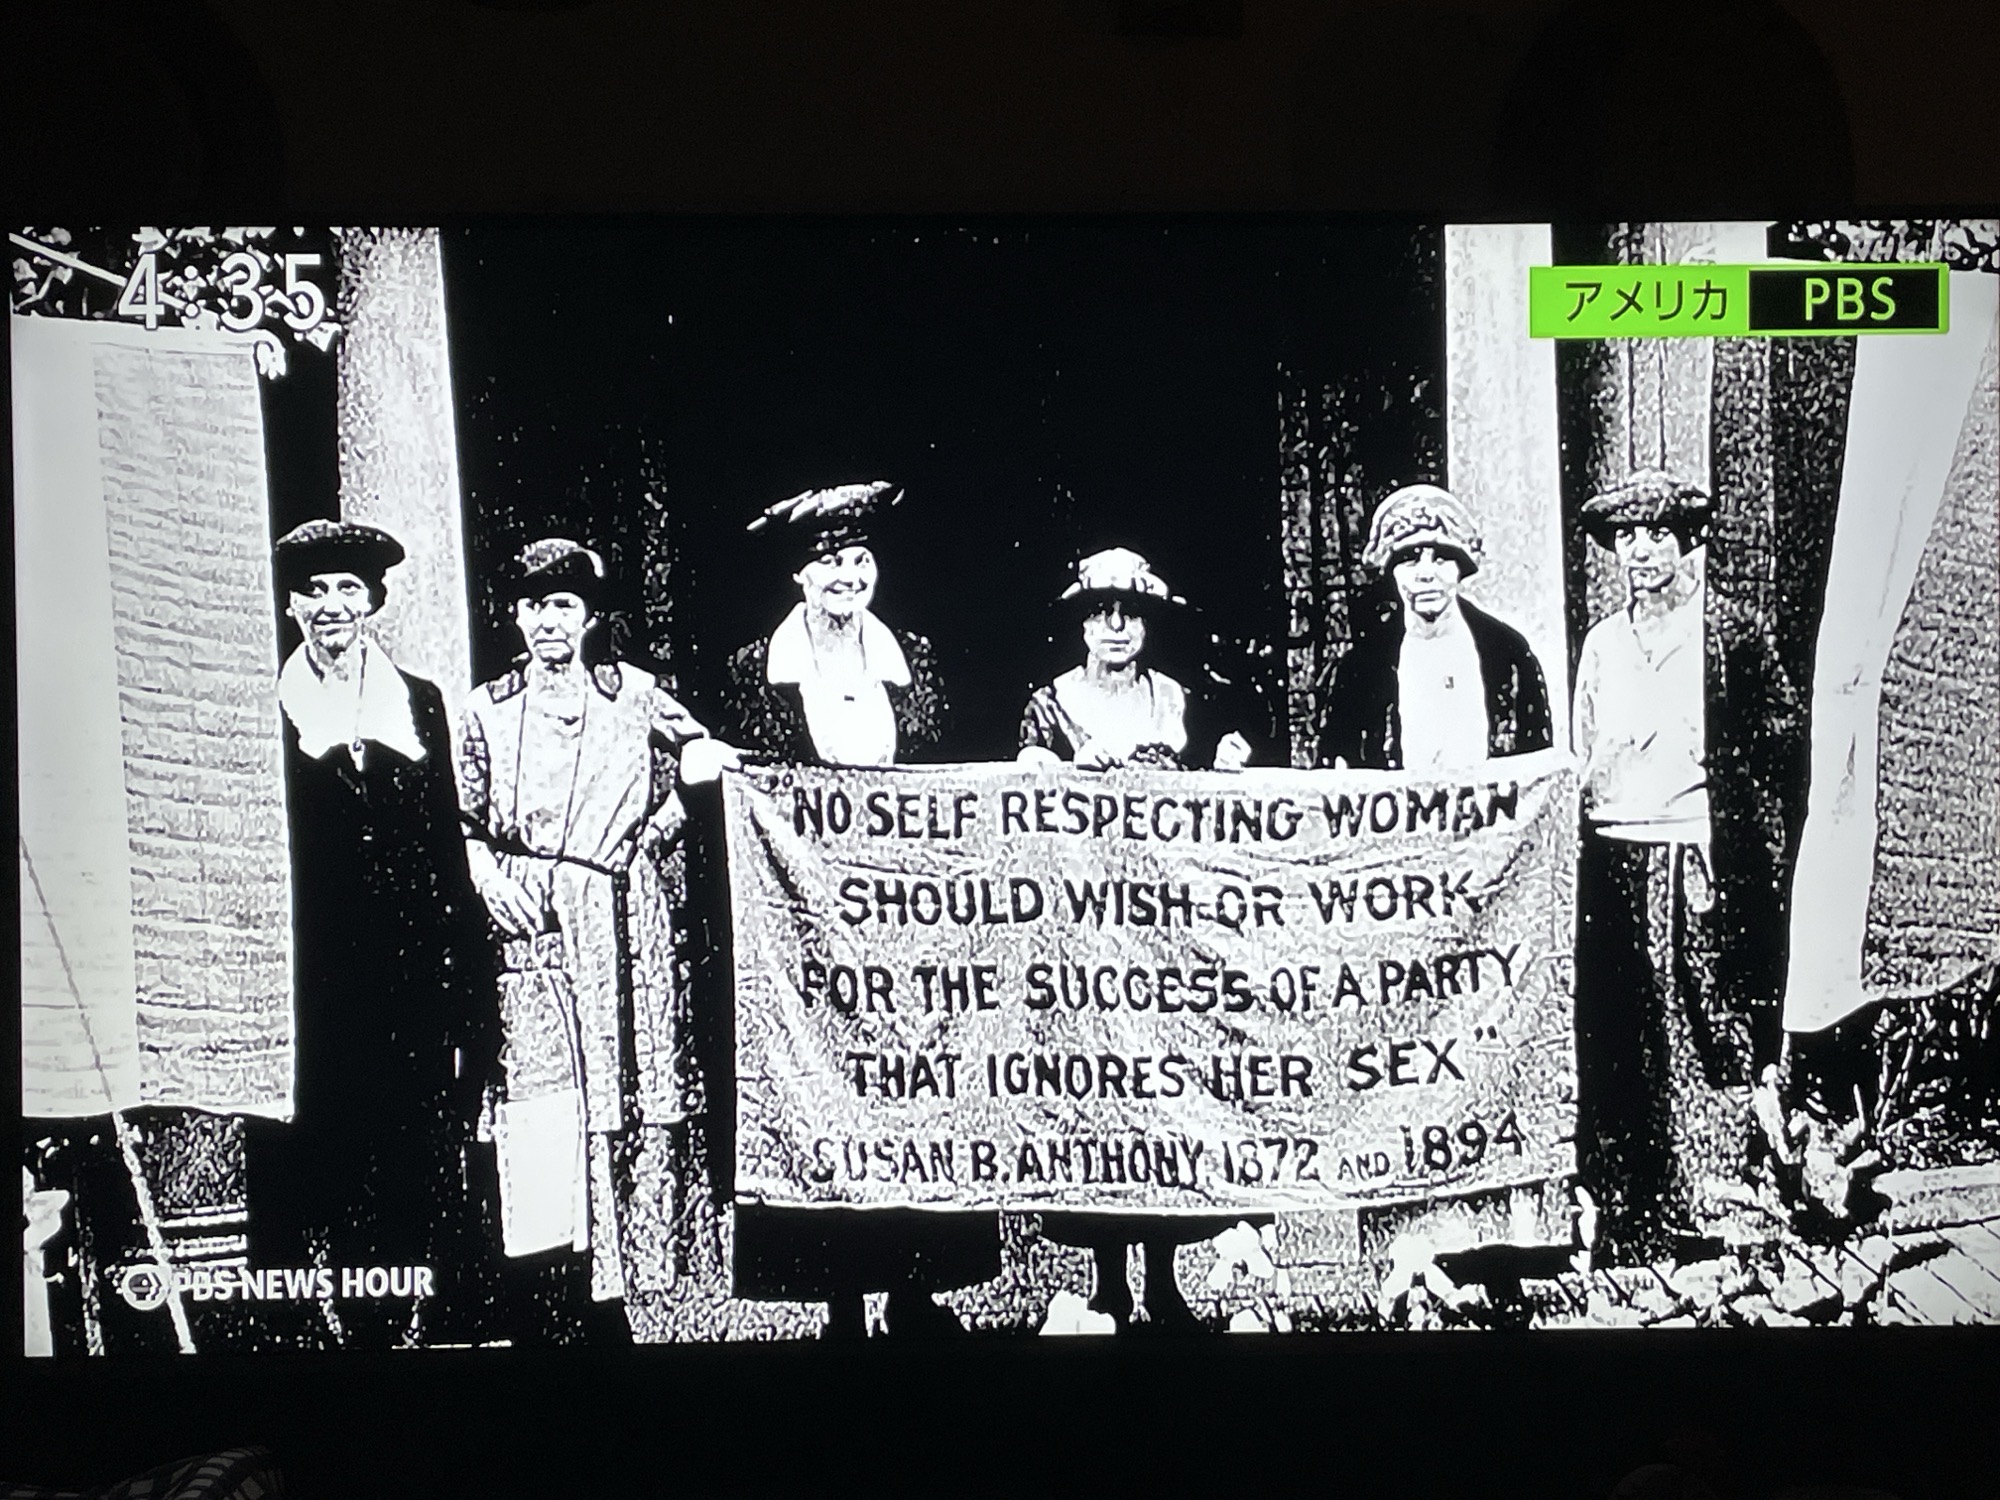 4:35
アメリカ PBS
"NO SELF RESPECTING WOMAN
SHOULD WISH OR WORK
FOR THE SUCCESS OF A PARTY
THAT IGNORES HER SEX"
SUSAN B. ANTHONY 1872 AND 1894
PBS NEWS HOUR